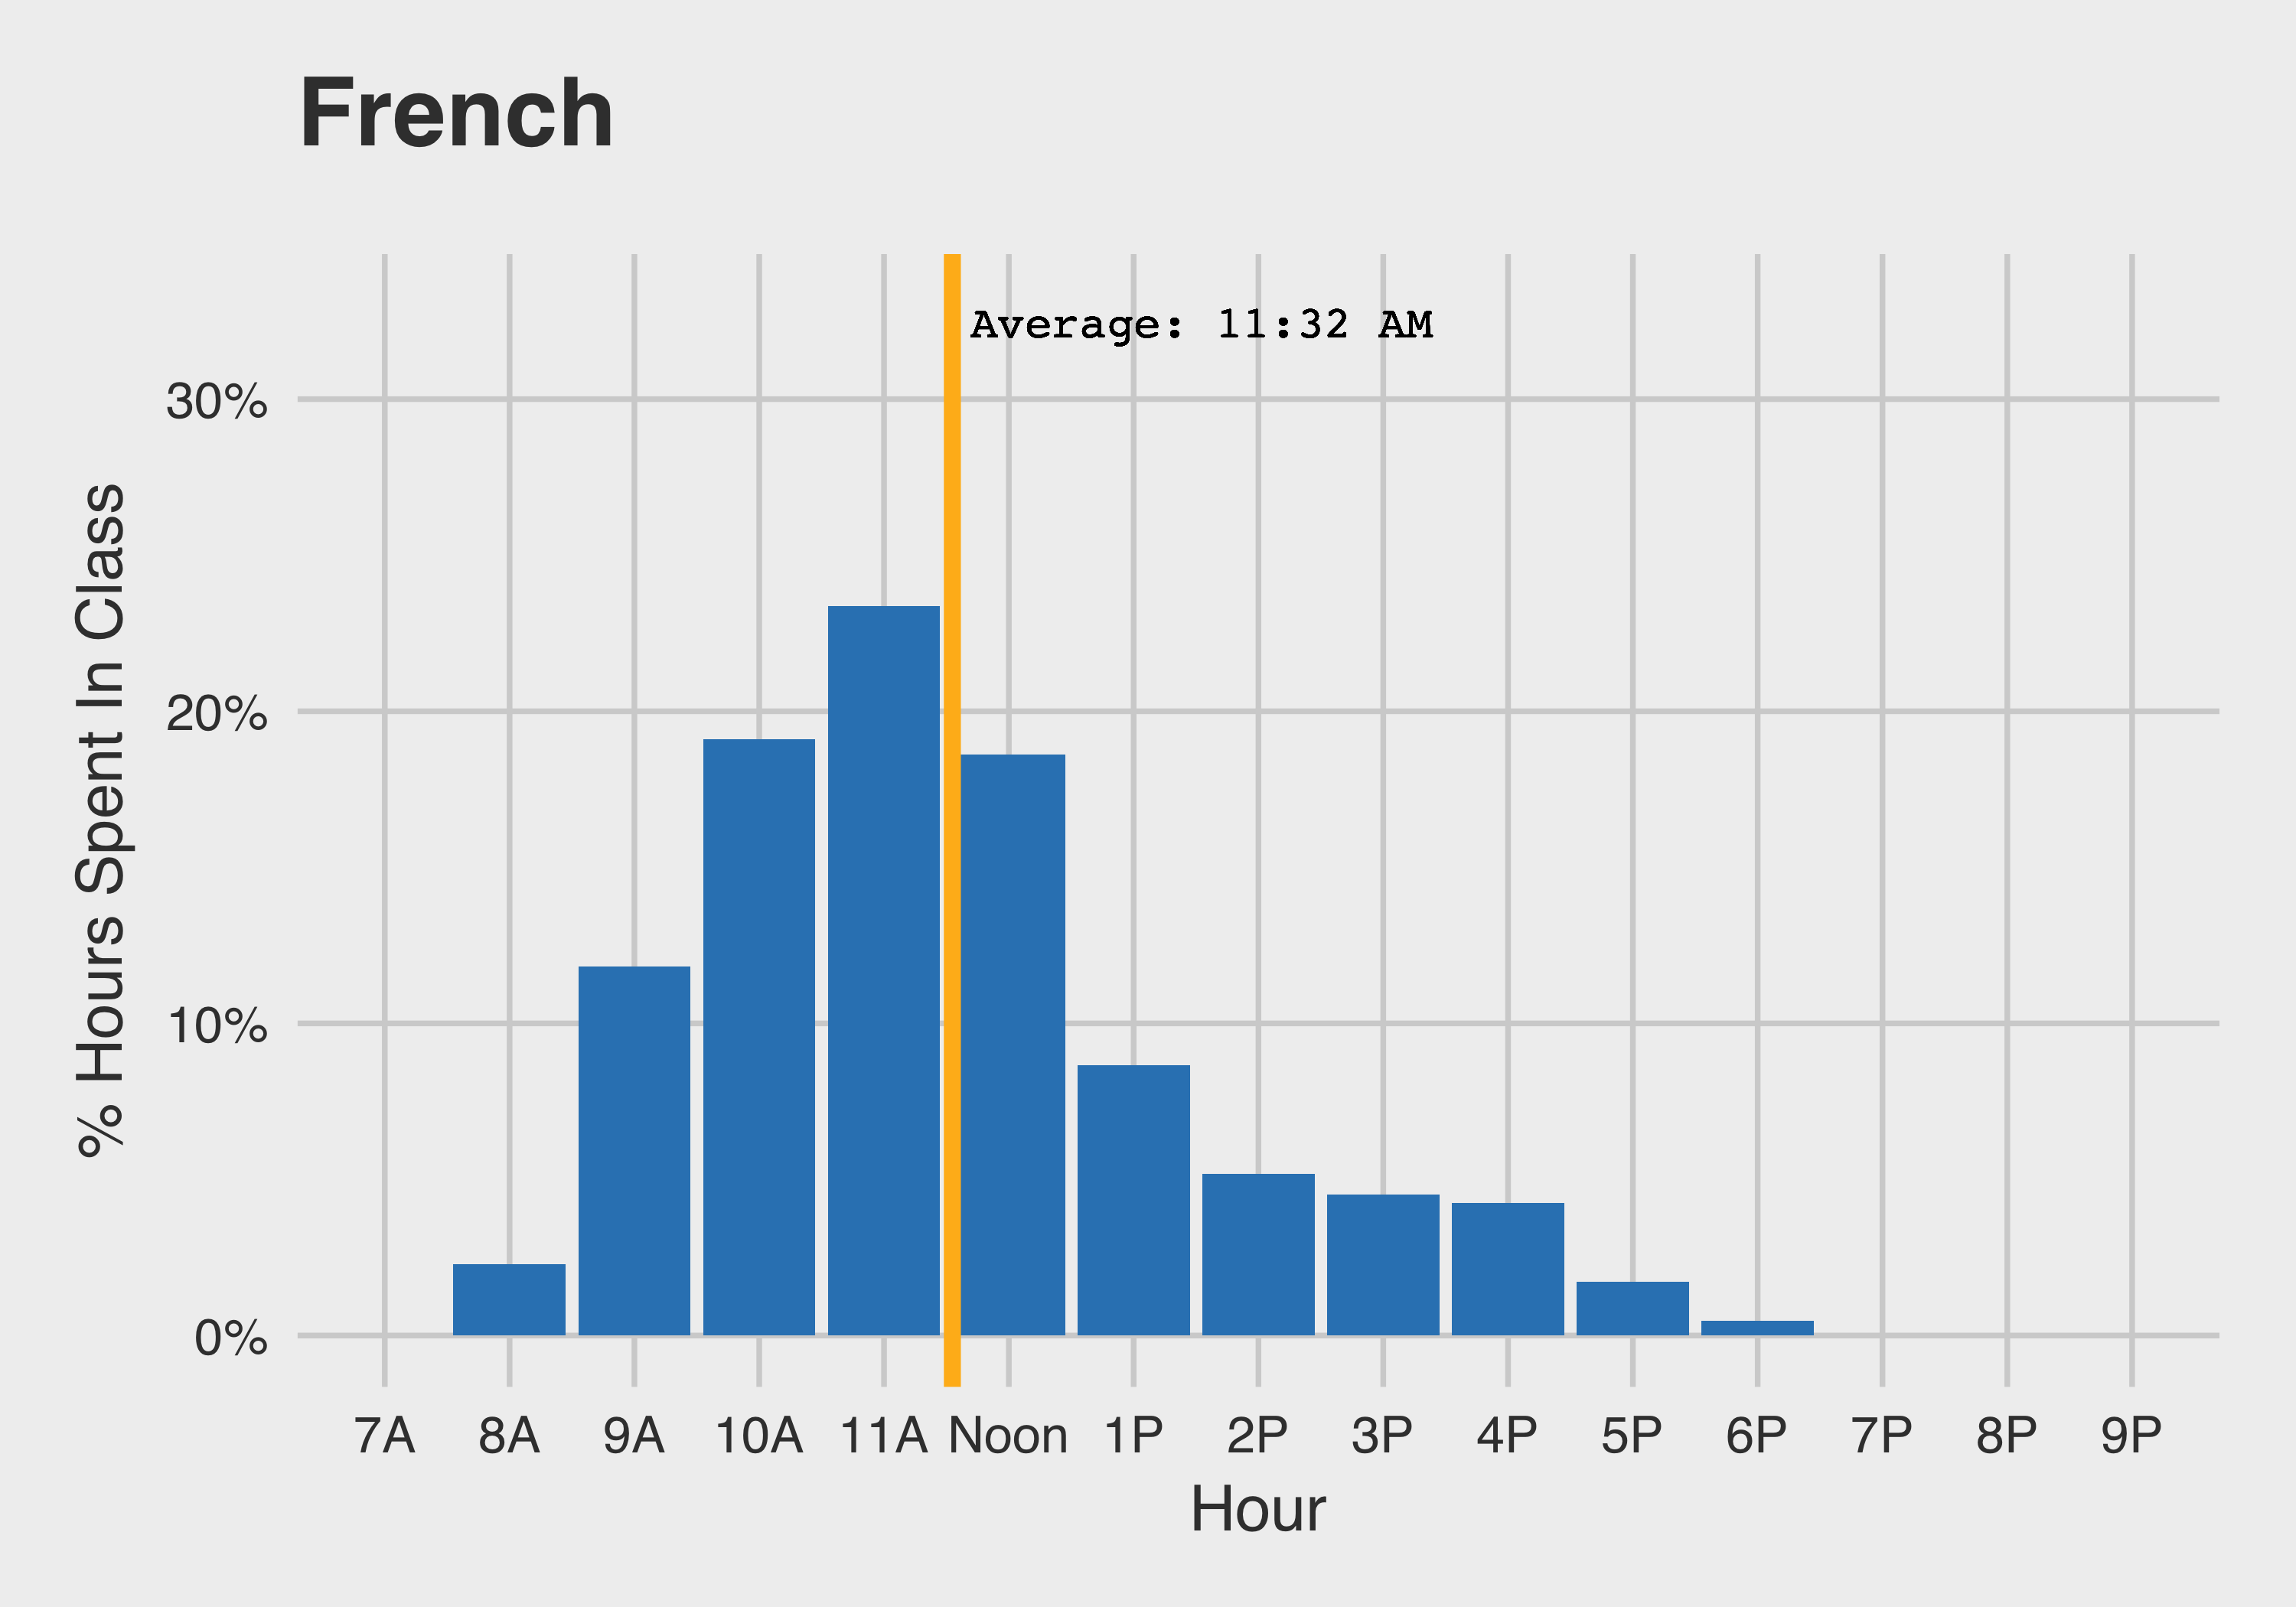 French
Average: 11:32 AM
% Hours Spent In Class
30%
20%
10%
0%
7A 8A 9A 10A 11A Noon 1P 2P 3P 4P 5P 6P 7P 8P 9P
Hour